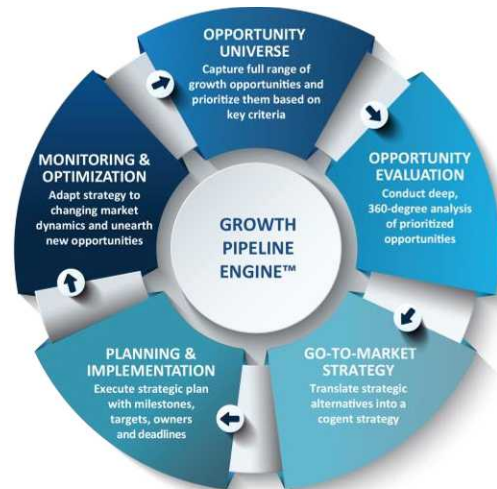 OPPORTUNITY
UNIVERSE
Capture full range of
growth opportunities and
prioritize them based on
key criteria
OPPORTUNITY
EVALUATION
Conduct deep,
360-degree analysis
of prioritized
opportunities
GO-TO-MARKET
STRATEGY
Translate strategic
alternatives into a
cogent strategy
PLANNING &
IMPLEMENTATION
Execute strategic plan
with milestones,
targets, owners
and deadlines
MONITORING &
OPTIMIZATION
Adapt strategy to
changing market
dynamics and unearth
new opportunities
GROWTH
PIPELINE
ENGINE™